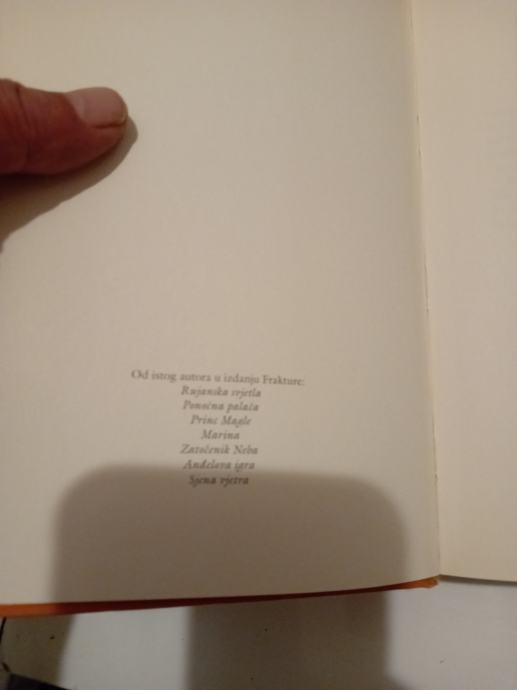 Od istog autora u izdanju Frakture:
Rujanska svjetla
Ponoćna palača
Princ Magle
Marina
Zatočenik Neba
Anđelova igra
Sjena vjetra